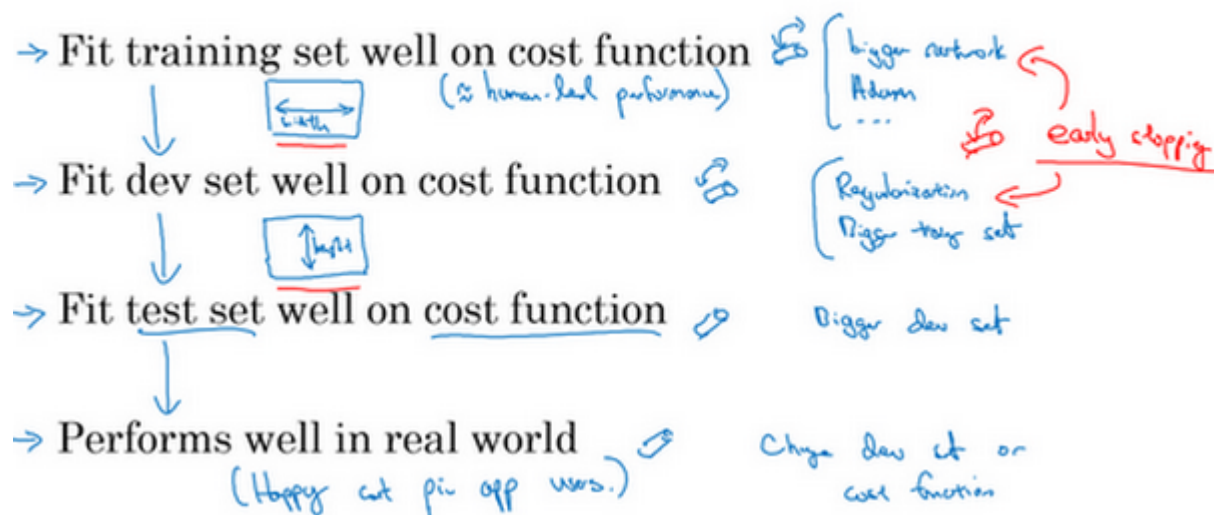 → Fit training set well on cost function
(≈ human-level performance)
bigger network
Adam
...
width
early stopping
→ Fit dev set well on cost function
Regularization
Bigger training set
height
→ Fit test set well on cost function
Bigger dev set
→ Performs well in real world
(Happy cat pic app users.)
Change dev set or
cost function